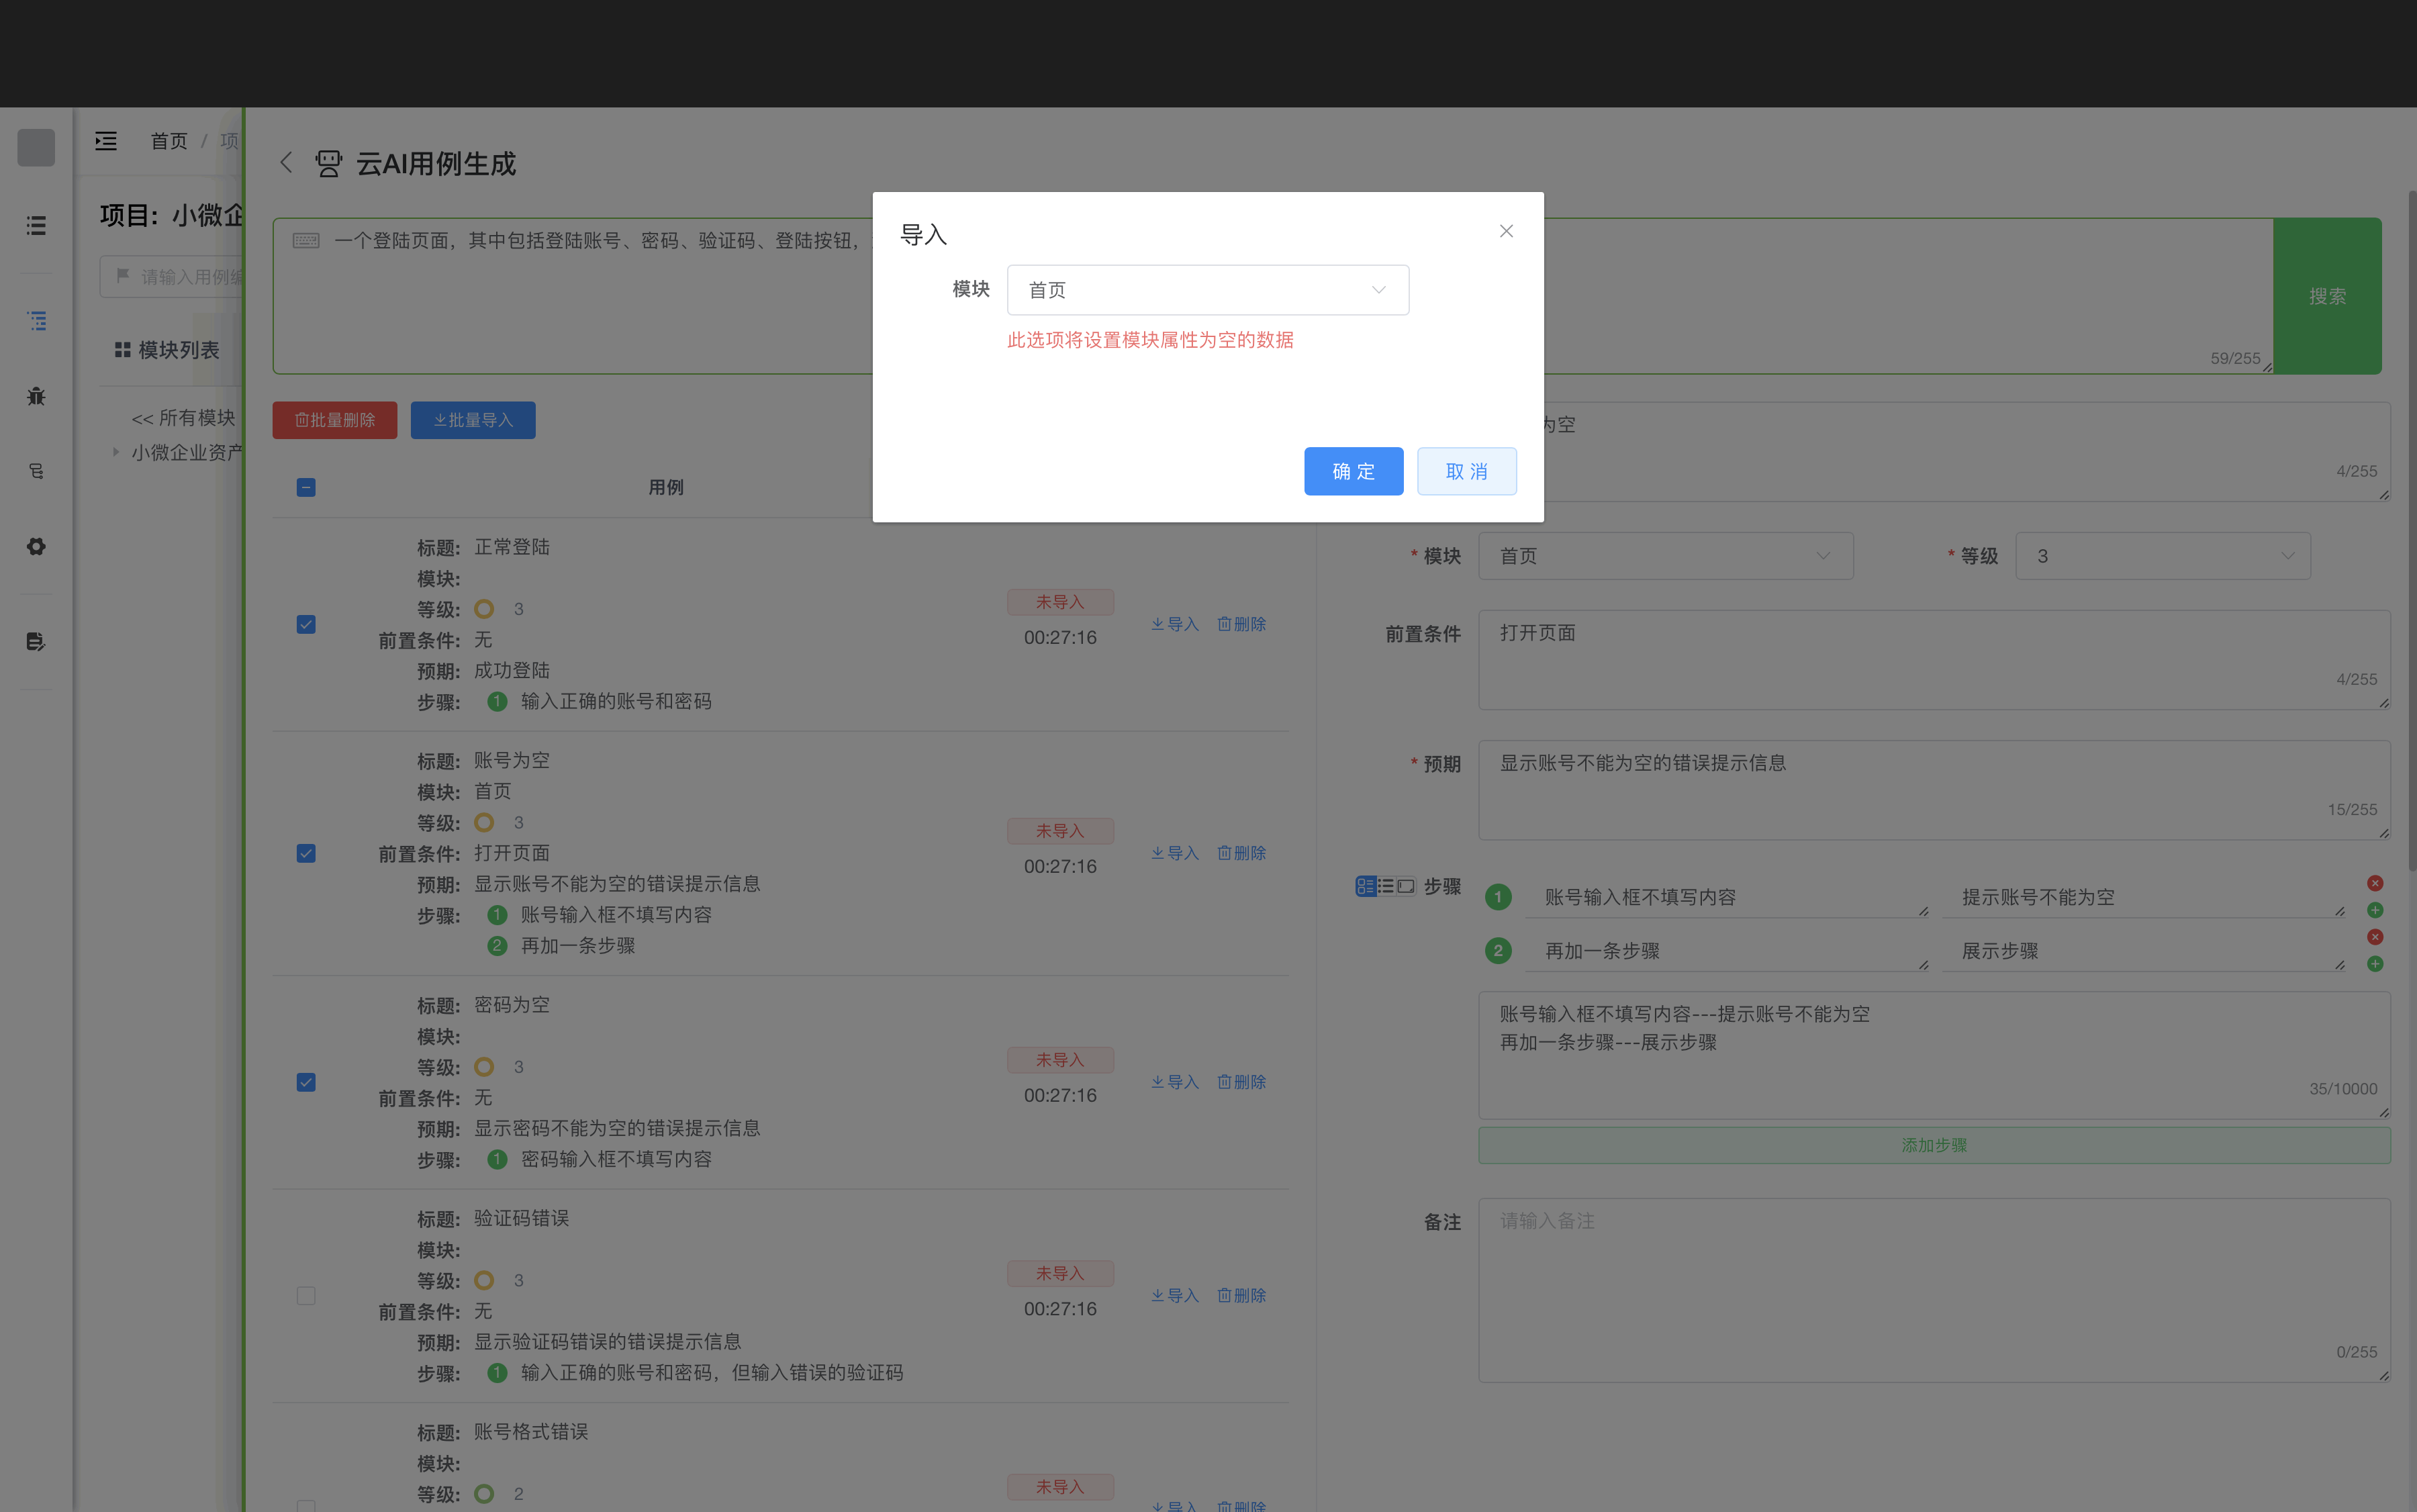 首页 / 项
云AI用例生成
项目: 小微企
请输入用例编
一个登陆页面，其中包括登陆账号、密码、验证码、登陆按钮，
搜索
59/255
导入
模块 首页
此选项将设置模块属性为空的数据
确 定 取 消
模块列表
<< 所有模块
小微企业资产
批量删除 批量导入
用例
标题: 正常登陆
模块:
等级: 3
前置条件: 无
预期: 成功登陆
步骤: 1 输入正确的账号和密码
未导入
00:27:16
导入 删除
标题: 账号为空
模块: 首页
等级: 3
前置条件: 打开页面
预期: 显示账号不能为空的错误提示信息
步骤: 1 账号输入框不填写内容
2 再加一条步骤
未导入
00:27:16
导入 删除
标题: 密码为空
模块:
等级: 3
前置条件: 无
预期: 显示密码不能为空的错误提示信息
步骤: 1 密码输入框不填写内容
未导入
00:27:16
导入 删除
标题: 验证码错误
模块:
等级: 3
前置条件: 无
预期: 显示验证码错误的错误提示信息
步骤: 1 输入正确的账号和密码，但输入错误的验证码
未导入
00:27:16
导入 删除
标题: 账号格式错误
模块:
等级: 2
未导入
导入 删除
为空
4/255
* 模块 首页
* 等级 3
前置条件 打开页面
4/255
* 预期 显示账号不能为空的错误提示信息
15/255
步骤
1 账号输入框不填写内容 提示账号不能为空
2 再加一条步骤 展示步骤
账号输入框不填写内容---提示账号不能为空
再加一条步骤---展示步骤
35/10000
添加步骤
备注 请输入备注
0/255